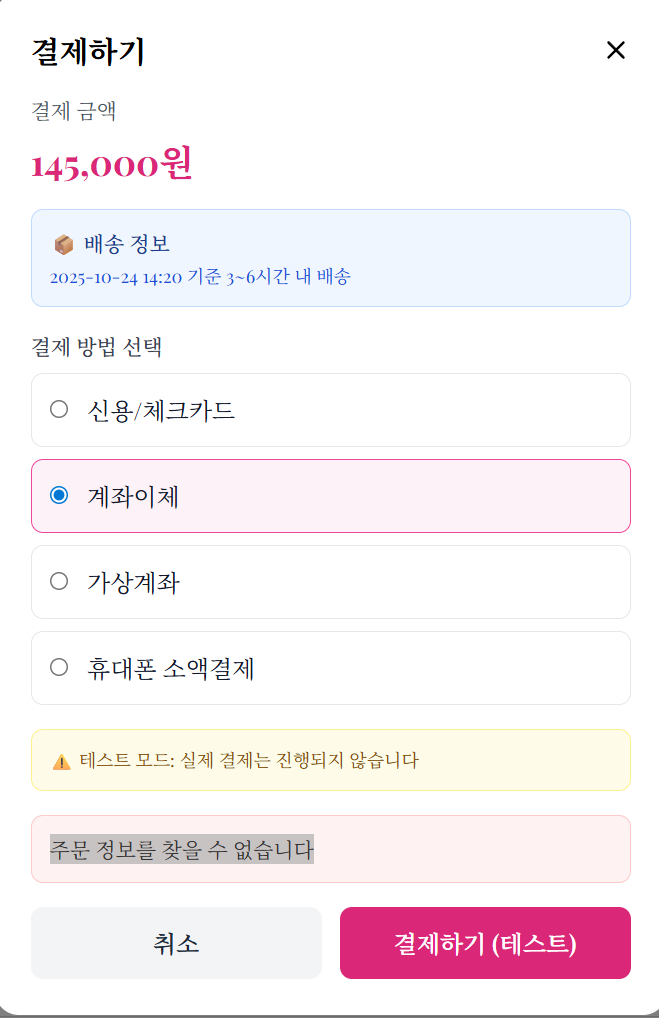 결제하기
결제 금액
145,000원
📦 배송 정보
2025-10-24 14:20 기준 3~6시간 내 배송
결제 방법 선택
신용/체크카드
계좌이체
가상계좌
휴대폰 소액결제
⚠️ 테스트 모드: 실제 결제는 진행되지 않습니다
주문 정보를 찾을 수 없습니다
취소
결제하기 (테스트)